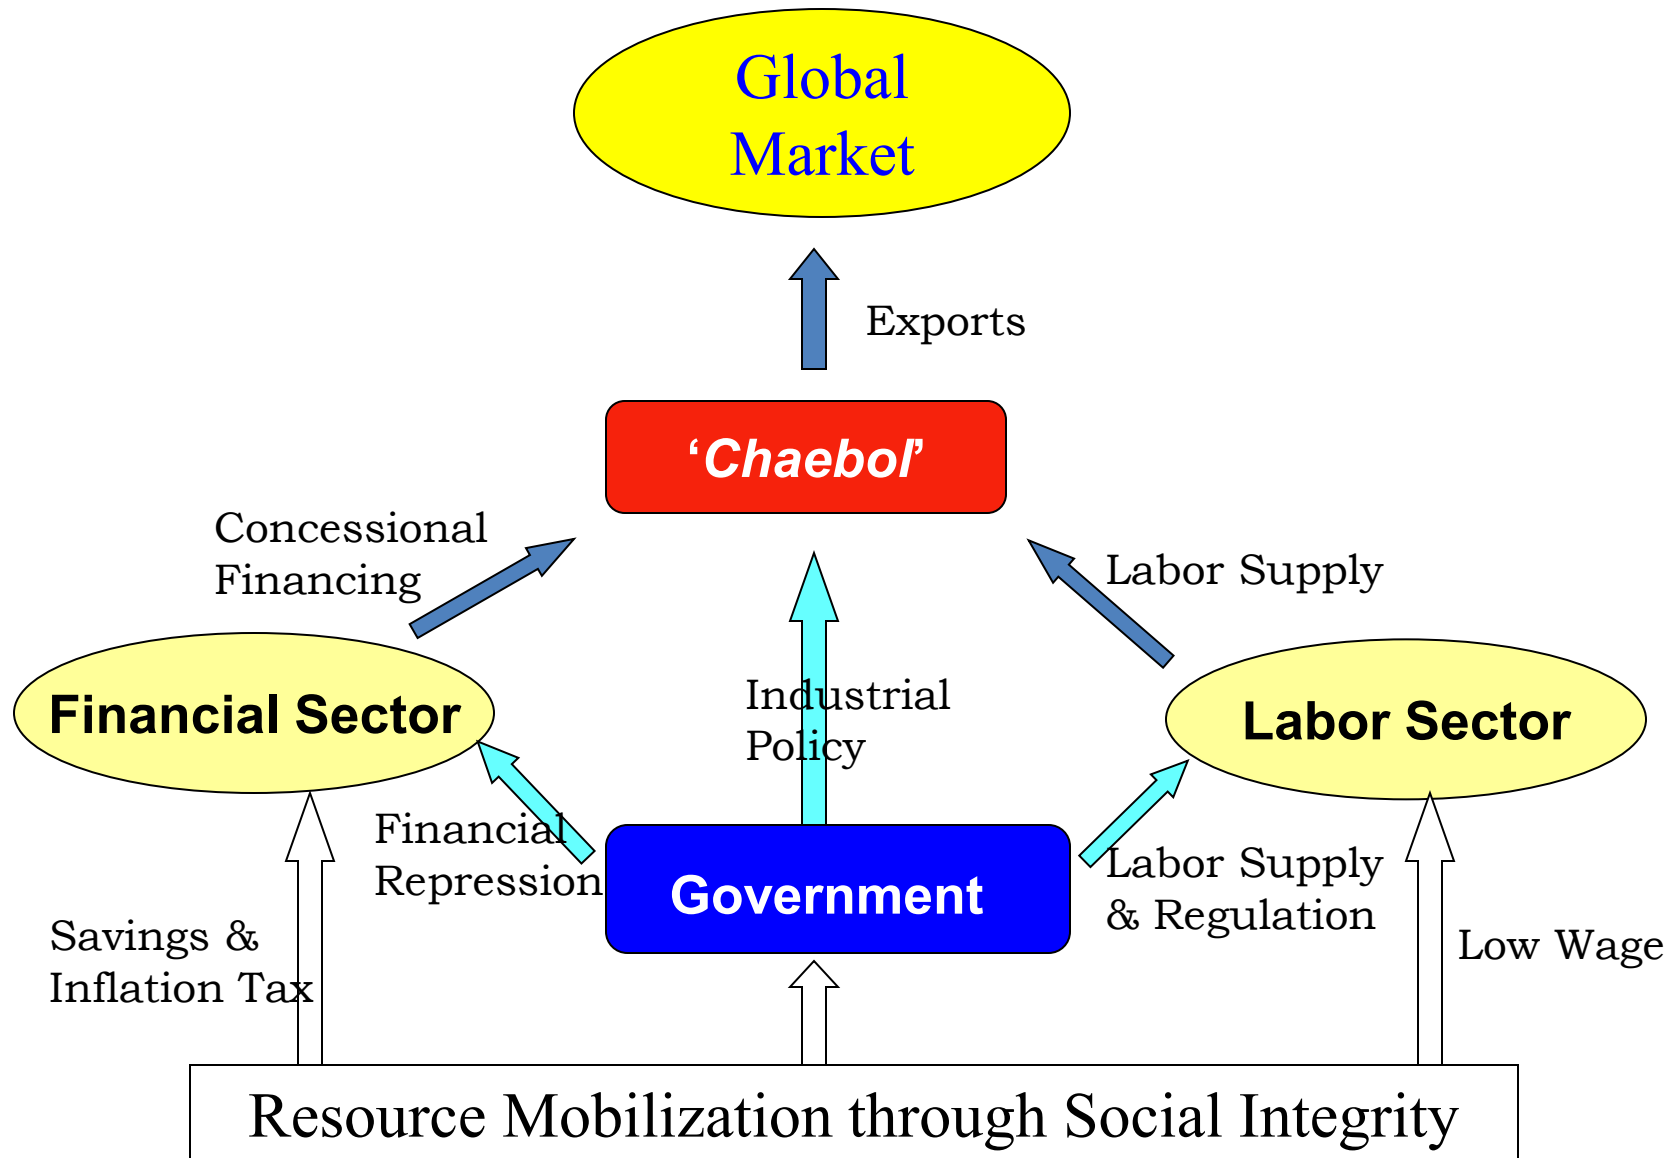 Global
Market
Exports
‘Chaebol’
Concessional
Financing
Labor Supply
Financial Sector
Industrial
Policy
Labor Sector
Financial
Repression
Government
Labor Supply
& Regulation
Savings &
Inflation Tax
Low Wage
Resource Mobilization through Social Integrity